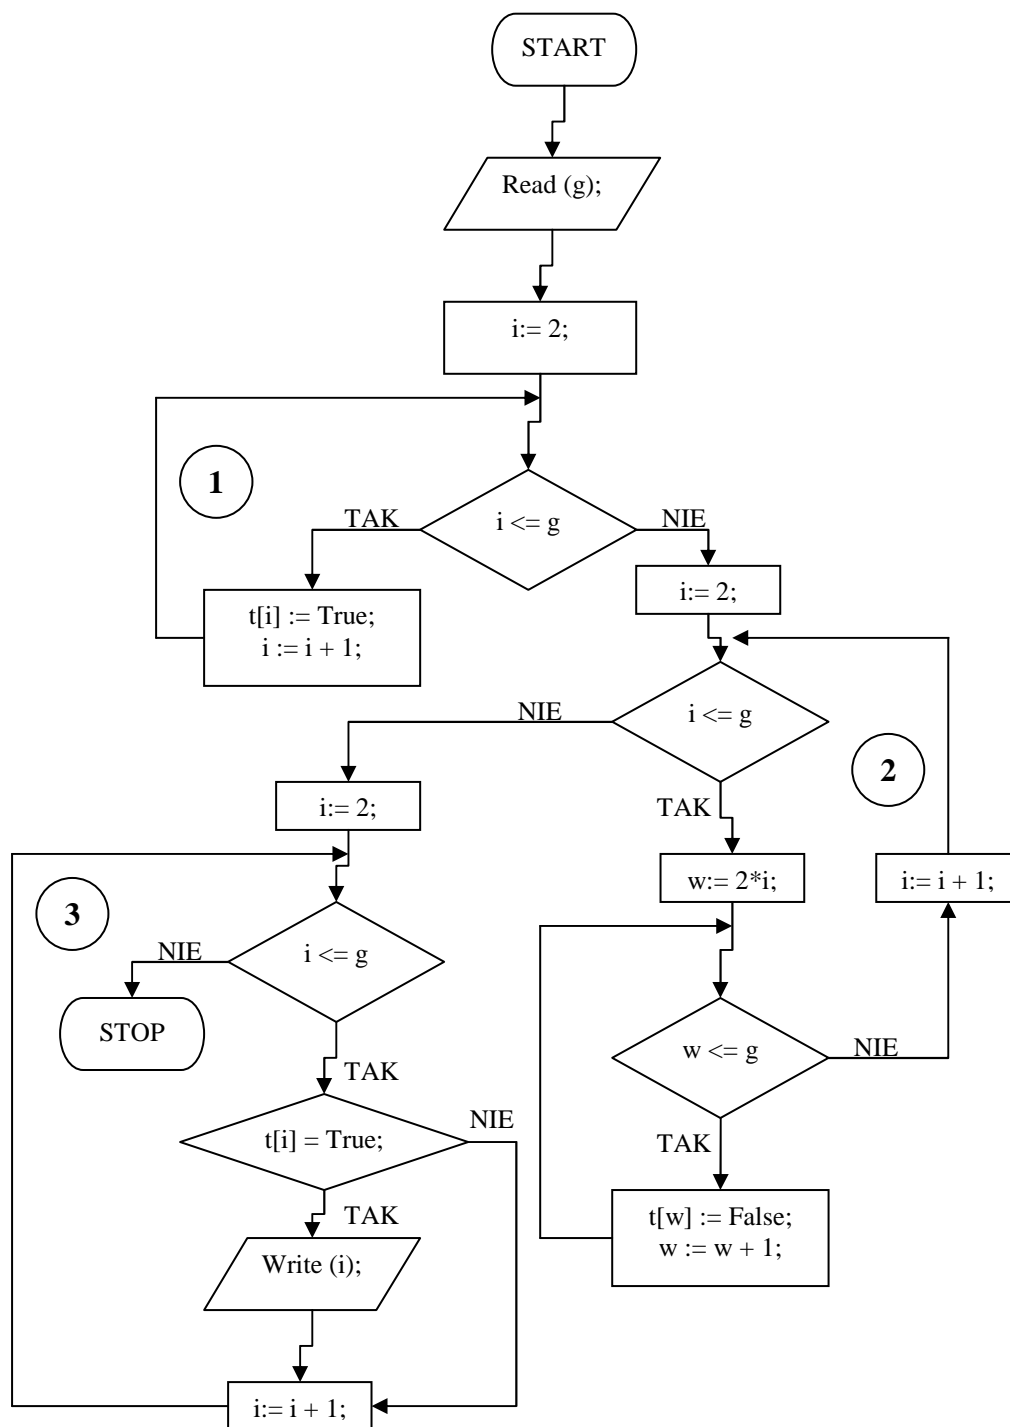 START
Read (g);
i:= 2;
1
i <= g
TAK
NIE
t[i] := True;
i := i + 1;
i:= 2;
i <= g
NIE
TAK
2
i:= 2;
w:= 2*i;
i:= i + 1;
3
i <= g
NIE
STOP
TAK
w <= g
NIE
TAK
t[i] = True;
NIE
TAK
t[w] := False;
w := w + 1;
Write (i);
i:= i + 1;